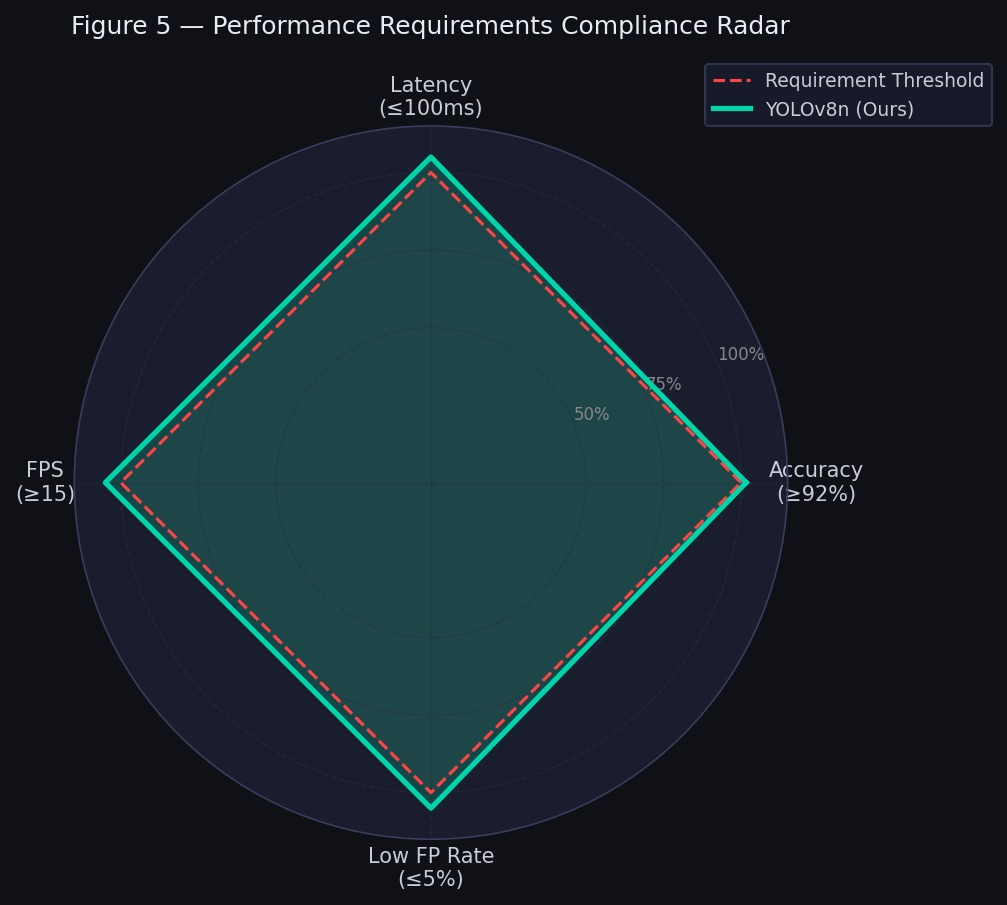 Figure 5 — Performance Requirements Compliance Radar
Requirement Threshold
YOLOv8n (Ours)
Latency
(≤100ms)
100%
75%
50%
FPS
(≥15)
Accuracy
(≥92%)
Low FP Rate
(≤5%)